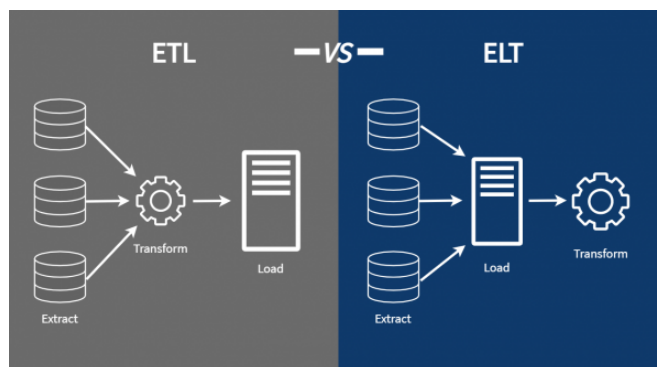 ETL
VS
ELT
Transform
Load
Extract
Load
Transform
Extract